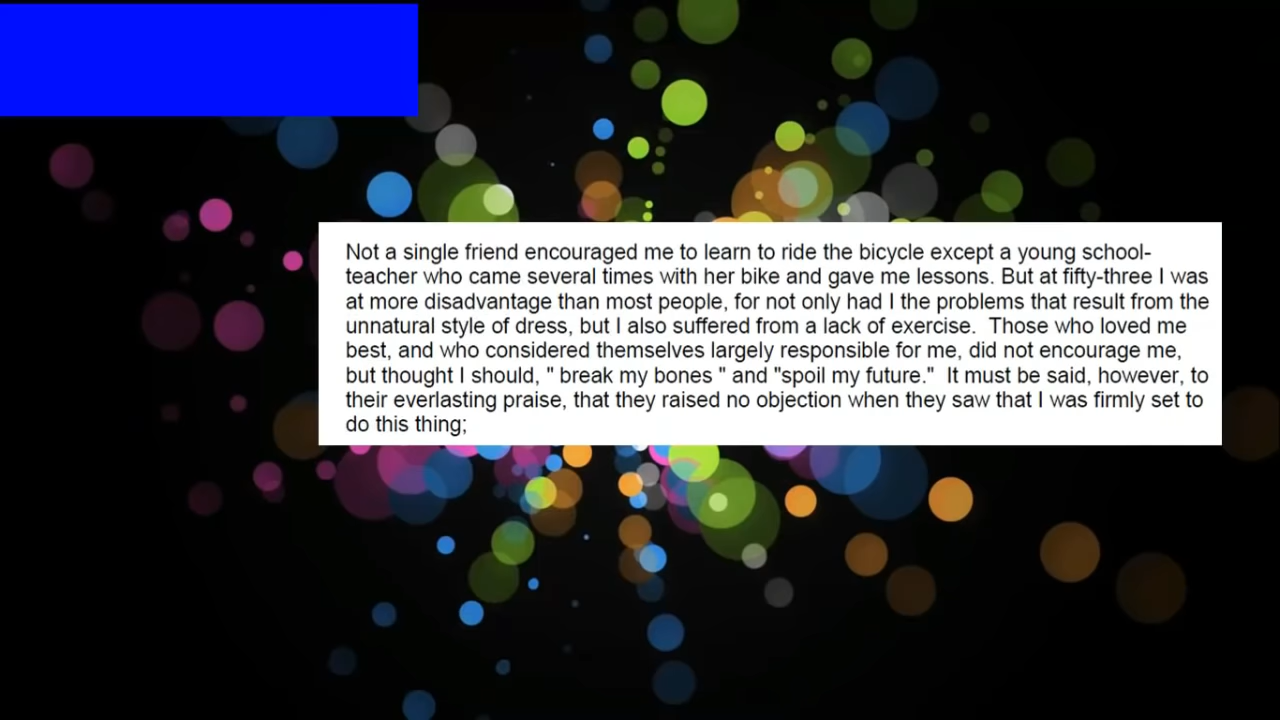 Not a single friend encouraged me to learn to ride the bicycle except a young school-
teacher who came several times with her bike and gave me lessons. But at fifty-three I was
at more disadvantage than most people, for not only had I the problems that result from the
unnatural style of dress, but I also suffered from a lack of exercise.  Those who loved me
best, and who considered themselves largely responsible for me, did not encourage me,
but thought I should, " break my bones " and "spoil my future."  It must be said, however, to
their everlasting praise, that they raised no objection when they saw that I was firmly set to
do this thing;